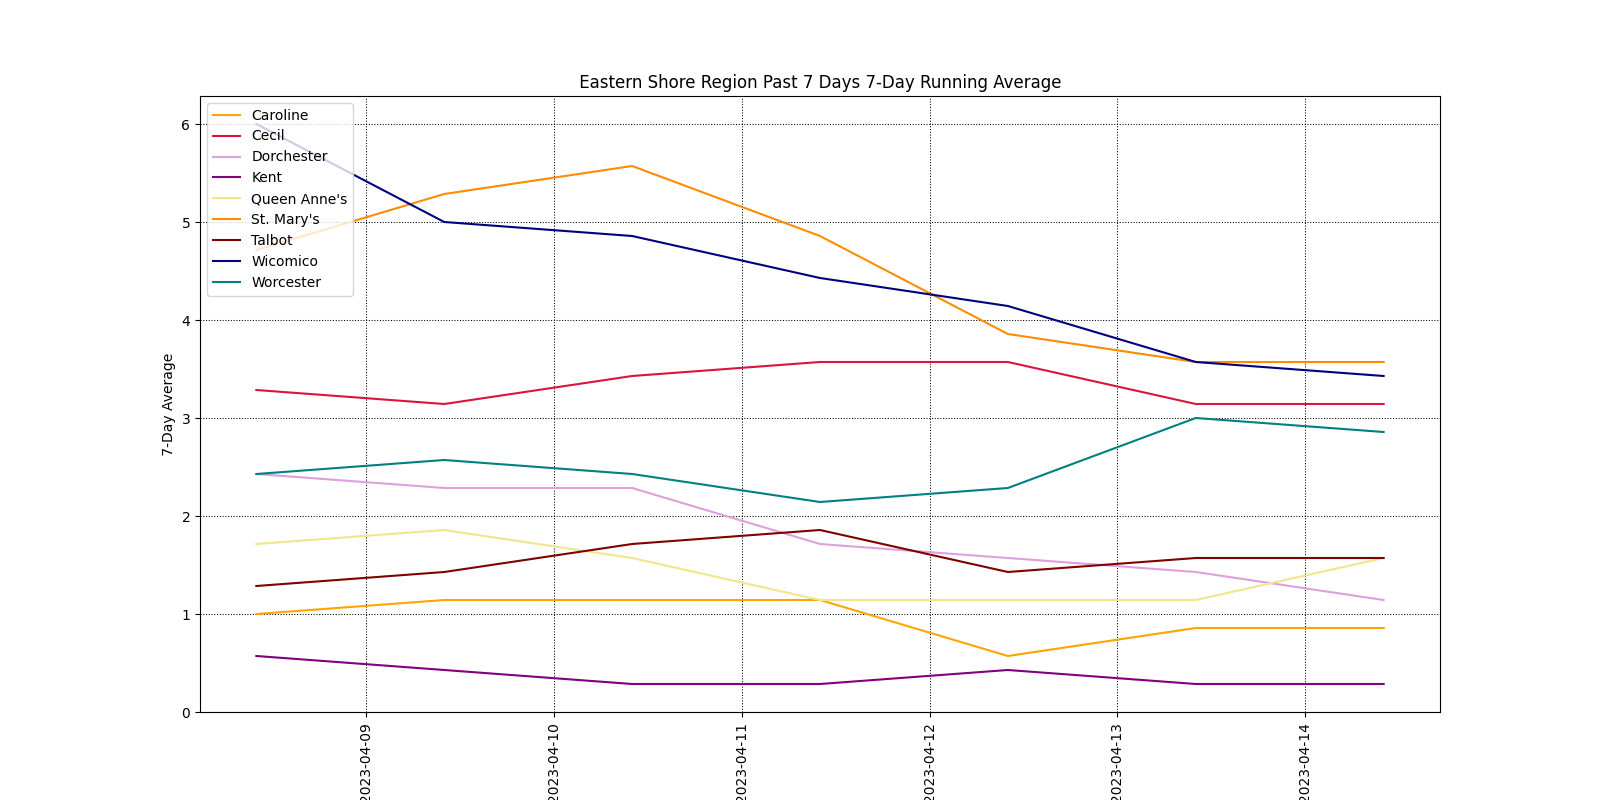 Eastern Shore Region Past 7 Days 7-Day Running Average
Caroline
Cecil
Dorchester
Kent
Queen Anne's
St. Mary's
Talbot
Wicomico
Worcester
7-Day Average
6
5
4
3
2
1
0
2023-04-09
2023-04-10
2023-04-11
2023-04-12
2023-04-13
2023-04-14